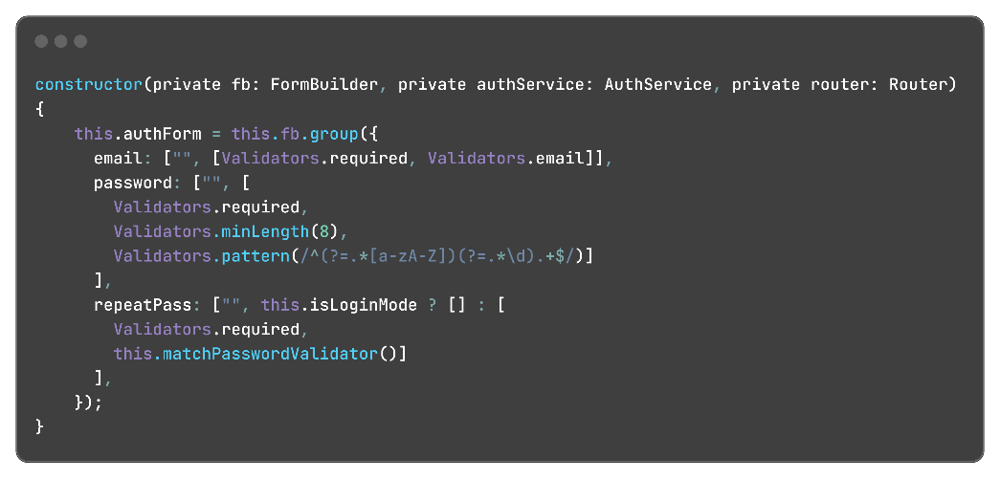 constructor(private fb: FormBuilder, private authService: AuthService, private router: Router)
{
    this.authForm = this.fb.group({
      email: ["", [Validators.required, Validators.email]],
      password: ["", [
        Validators.required,
        Validators.minLength(8),
        Validators.pattern(/^(?=.*[a-zA-Z])(?=.*\d).+$/)]
      ],
      repeatPass: ["", this.isLoginMode ? [] : [
        Validators.required,
        this.matchPasswordValidator()]
      ],
    });
}